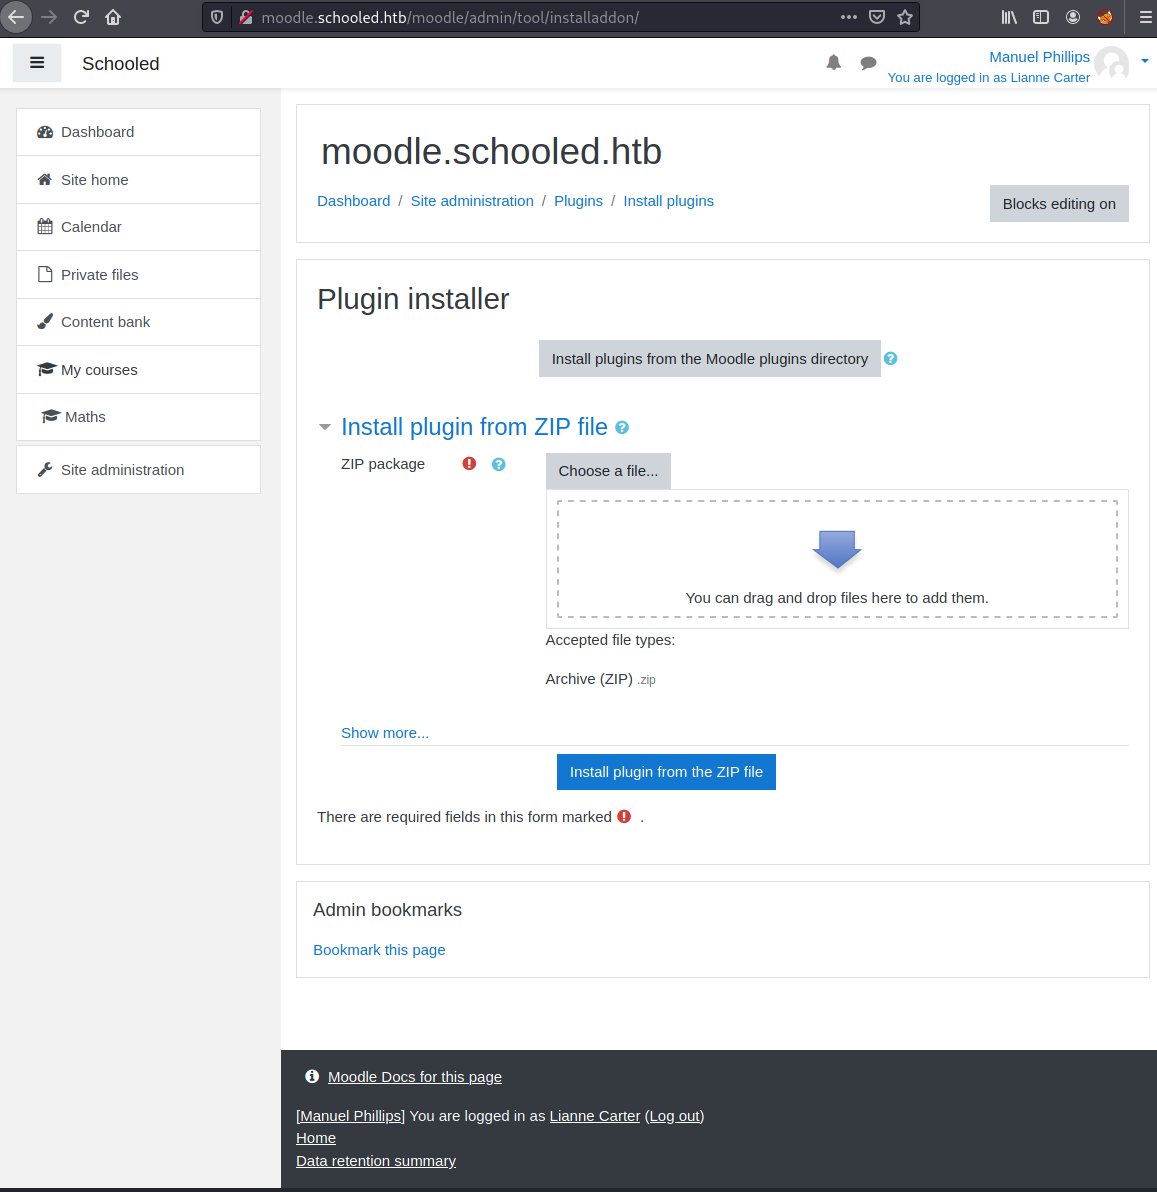 moodle.schooled.htb/moodle/admin/tool/installaddon/
Schooled
Manuel Phillips
You are logged in as Lianne Carter
Dashboard
Site home
Calendar
Private files
Content bank
My courses
Maths
Site administration
moodle.schooled.htb
Dashboard / Site administration / Plugins / Install plugins
Blocks editing on
Plugin installer
Install plugins from the Moodle plugins directory
Install plugin from ZIP file
ZIP package
Choose a file...
You can drag and drop files here to add them.
Accepted file types:
Archive (ZIP) .zip
Show more...
Install plugin from the ZIP file
There are required fields in this form marked .
Admin bookmarks
Bookmark this page
Moodle Docs for this page
[Manuel Phillips] You are logged in as Lianne Carter (Log out)
Home
Data retention summary